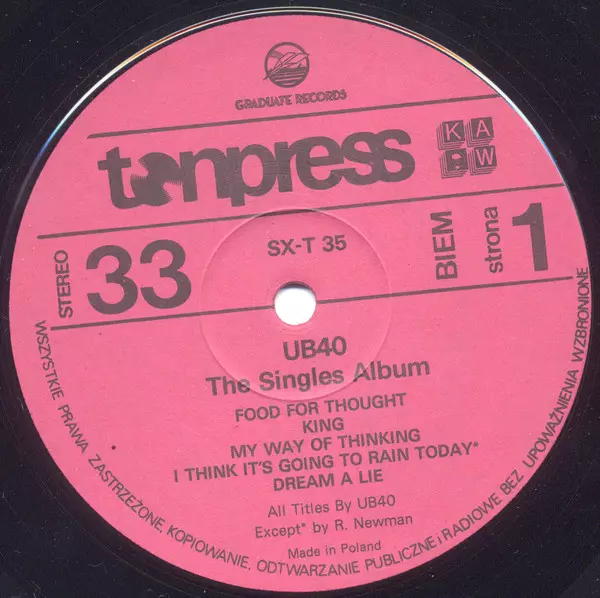 GRADUATE RECORDS
tonpress
KAW
STEREO
33
SX-T 35
BIEM
strona
1
UB40
The Singles Album
FOOD FOR THOUGHT
KING
MY WAY OF THINKING
I THINK IT'S GOING TO RAIN TODAY*
DREAM A LIE
All Titles By UB40
Except* by R. Newman
Made in Poland
WSZYSTKIE PRAWA ZASTRZEŻONE, KOPIOWANIE, ODTWARZANIE PUBLICZNE i RADIOWE BEZ UPOWAŻNIENIA WZBRONIONE